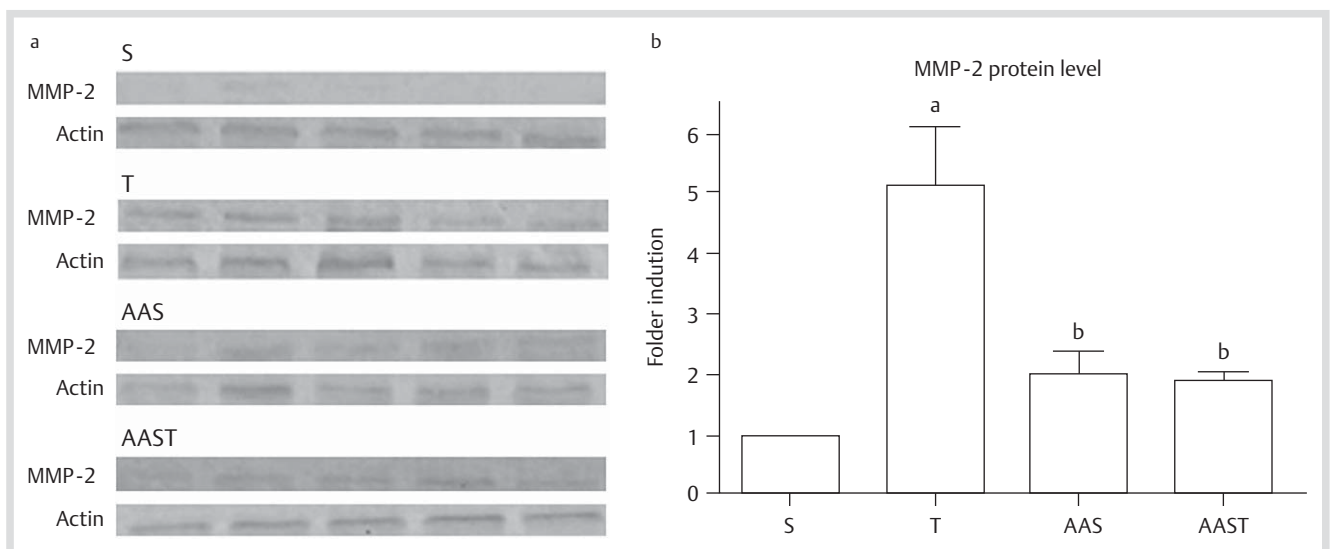 a
S
MMP-2
Actin
T
MMP-2
Actin
AAS
MMP-2
Actin
AAST
MMP-2
Actin
b
MMP-2 protein level
Folder indution
6
5
4
3
2
1
0
a
b
b
S T AAS AAST